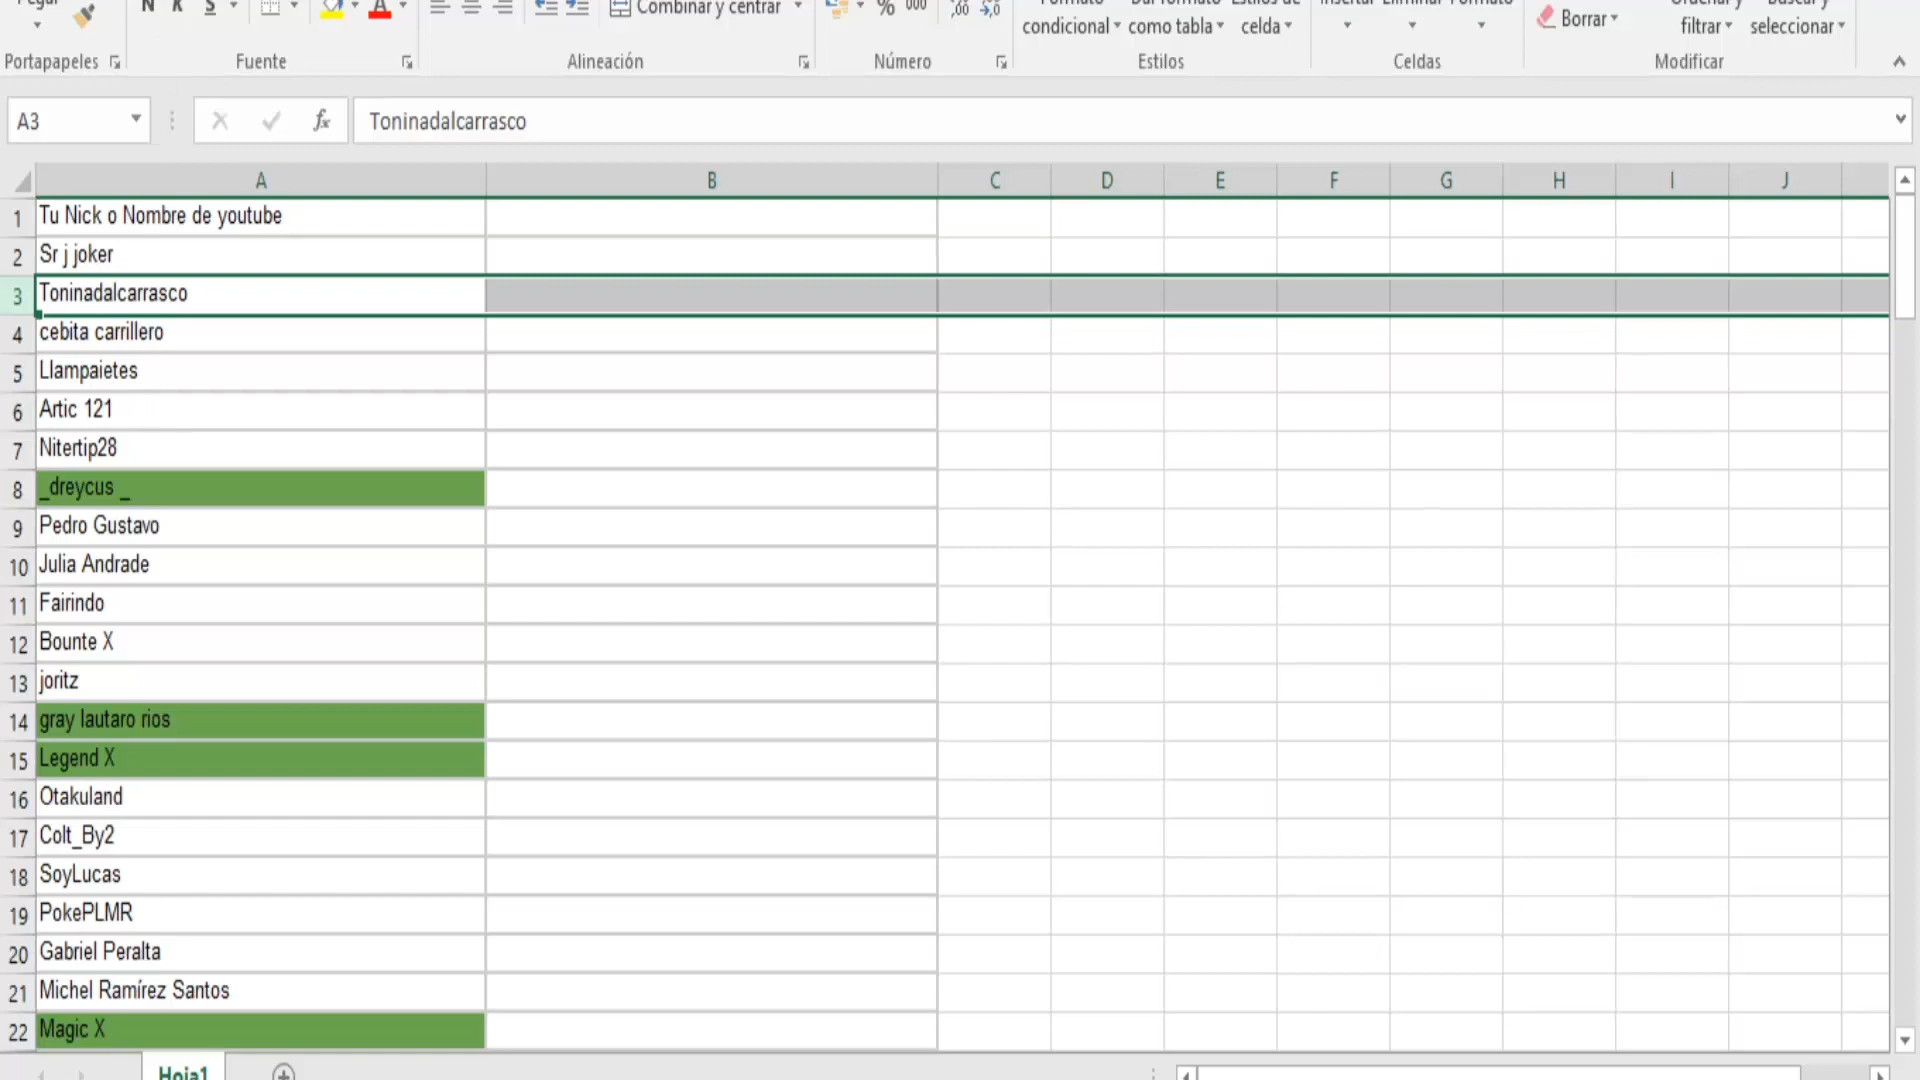 N K S Combinar y centrar % 000
condicional como tabla celda Borrar filtrar seleccionar
Portapapeles Fuente Alineación Número Estilos Celdas Modificar
A3 fx Toninadalcarrasco
A B C D E F G H I J
1 Tu Nick o Nombre de youtube
2 Sr j joker
3 Toninadalcarrasco
4 cebita carrillero
5 Llampaietes
6 Artic 121
7 Nitertip28
8 _dreycus _
9 Pedro Gustavo
10 Julia Andrade
11 Fairindo
12 Bounte X
13 joritz
14 gray lautaro rios
15 Legend X
16 Otakuland
17 Colt_By2
18 SoyLucas
19 PokePLMR
20 Gabriel Peralta
21 Michel Ramírez Santos
22 Magic X
Hoja1